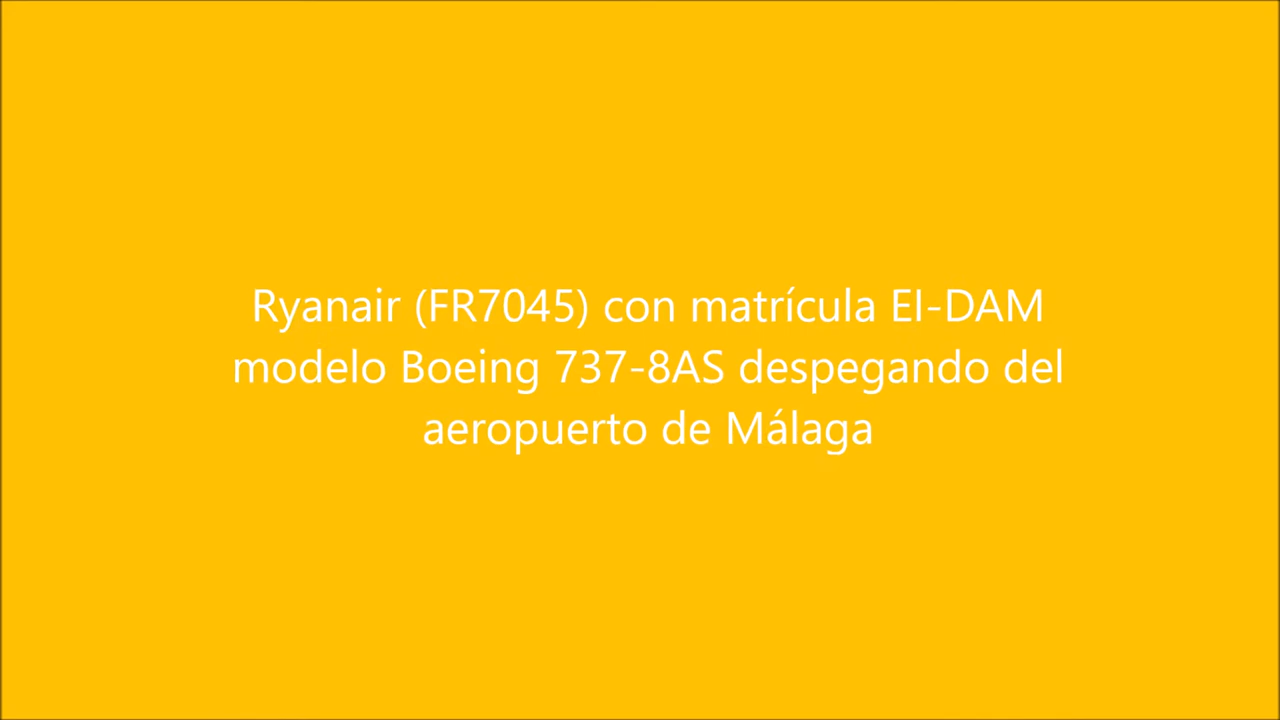 Ryanair (FR7045) con matrícula EI-DAM
modelo Boeing 737-8AS despegando del
aeropuerto de Málaga